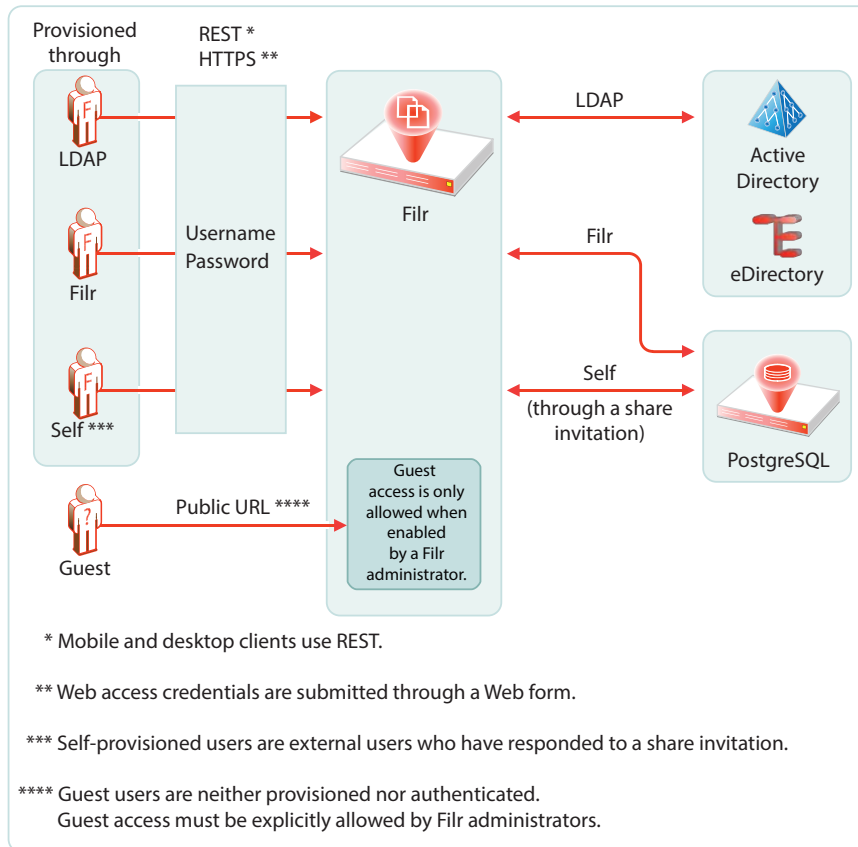 Provisioned
through
REST *
HTTPS **
F
LDAP
F
Filr
F
Self ***
Username
Password
Filr
LDAP
Active
Directory
E
eDirectory
Filr
Self
(through a share
invitation)
PostgreSQL
?
Guest
Public URL ****
Guest
access is only
allowed when
enabled
by a Filr
administrator.
* Mobile and desktop clients use REST.
** Web access credentials are submitted through a Web form.
*** Self-provisioned users are external users who have responded to a share invitation.
**** Guest users are neither provisioned nor authenticated.
Guest access must be explicitly allowed by Filr administrators.